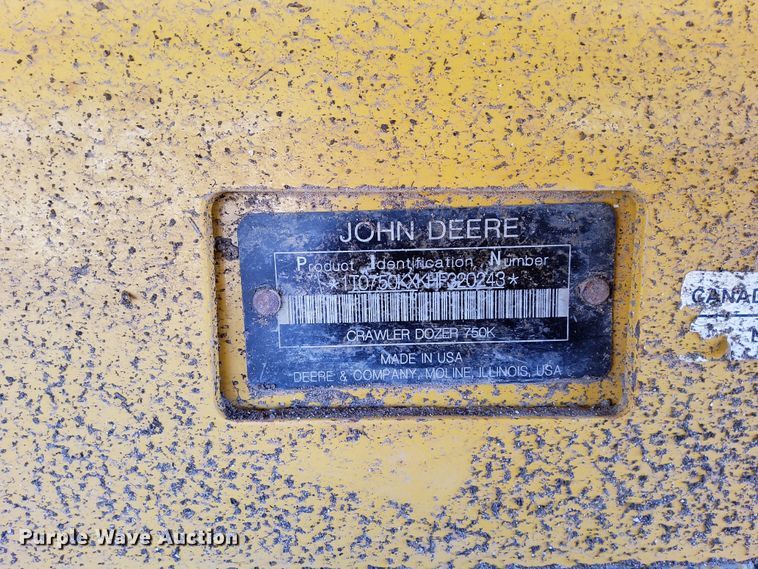 JOHN DEERE
Product Identification Number
*1T0750KXKHF320243*
CRAWLER DOZER 750K
MADE IN USA
DEERE & COMPANY, MOLINE, ILLINOIS, USA
CANAD
Purple Wave Auction